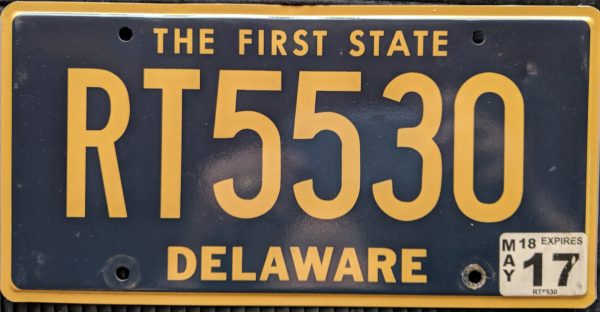 THE FIRST STATE
RT5530
DELAWARE
MAY 18 EXPIRES
17